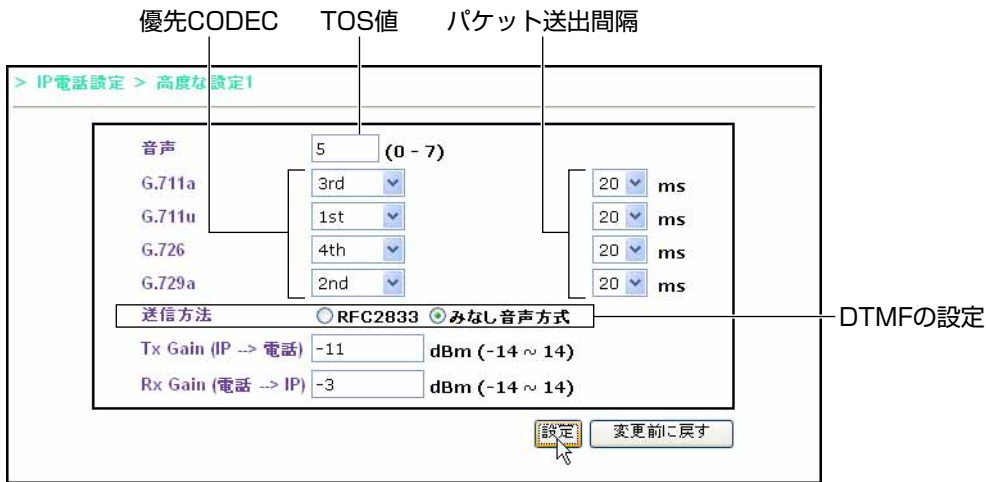 優先CODEC TOS値 パケット送出間隔
> IP電話設定 > 高度な設定1
音声 5 (0 - 7)
G.711a 3rd 20 ms
G.711u 1st 20 ms
G.726 4th 20 ms
G.729a 2nd 20 ms
送信方法 RFC2833 みなし音声方式
DTMFの設定
Tx Gain (IP --> 電話) -11 dBm (-14 ~ 14)
Rx Gain (電話 --> IP) -3 dBm (-14 ~ 14)
設定 変更前に戻す